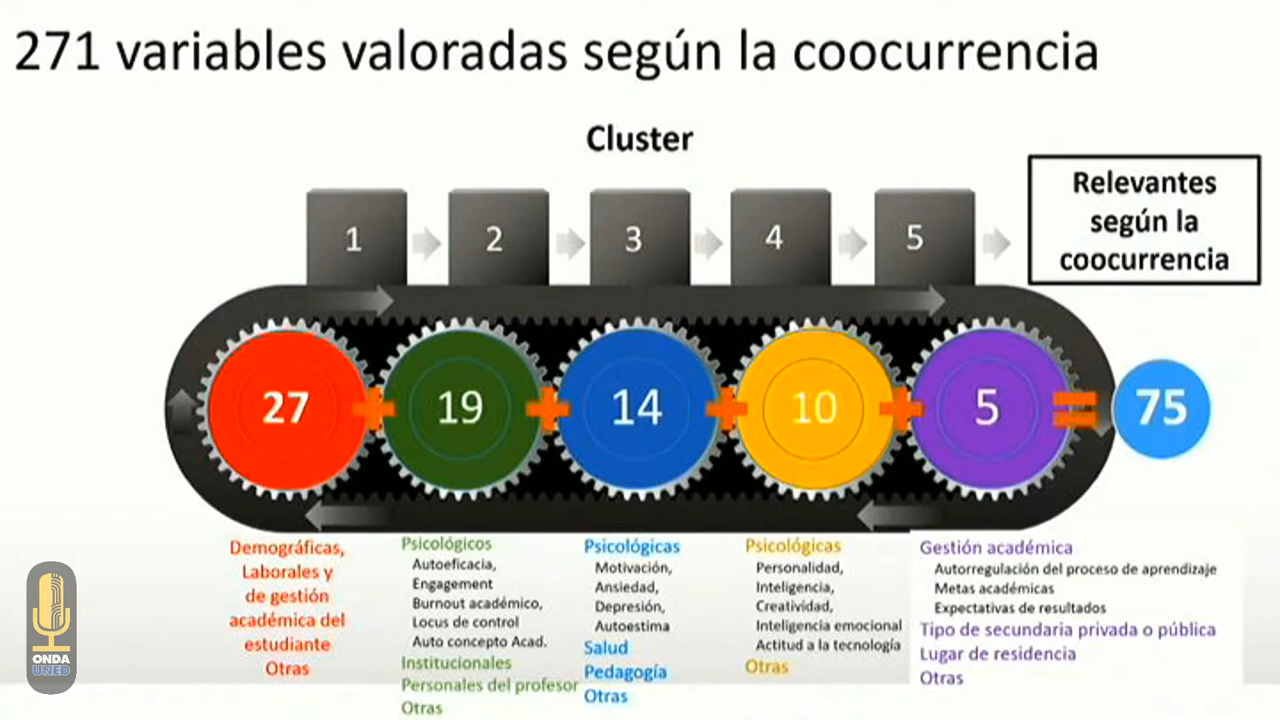 271 variables valoradas según la coocurrencia
Cluster
1
2
3
4
5
Relevantes
según la
coocurrencia
27
19
14
10
5
75
Demográficas,
Laborales y
de gestión
académica del
estudiante
Otras
Psicológicos
Autoeficacia,
Engagement
Burnout académico,
Locus de control
Auto concepto Acad.
Institucionales
Personales del profesor
Otras
Psicológicas
Motivación,
Ansiedad,
Depresión,
Autoestima
Salud
Pedagogía
Otras
Psicológicas
Personalidad,
Inteligencia,
Creatividad,
Inteligencia emocional
Actitud a la tecnología
Otras
Gestión académica
Autorregulación del proceso de aprendizaje
Metas académicas
Expectativas de resultados
Tipo de secundaria privada o pública
Lugar de residencia
Otras
ONDA
UNED